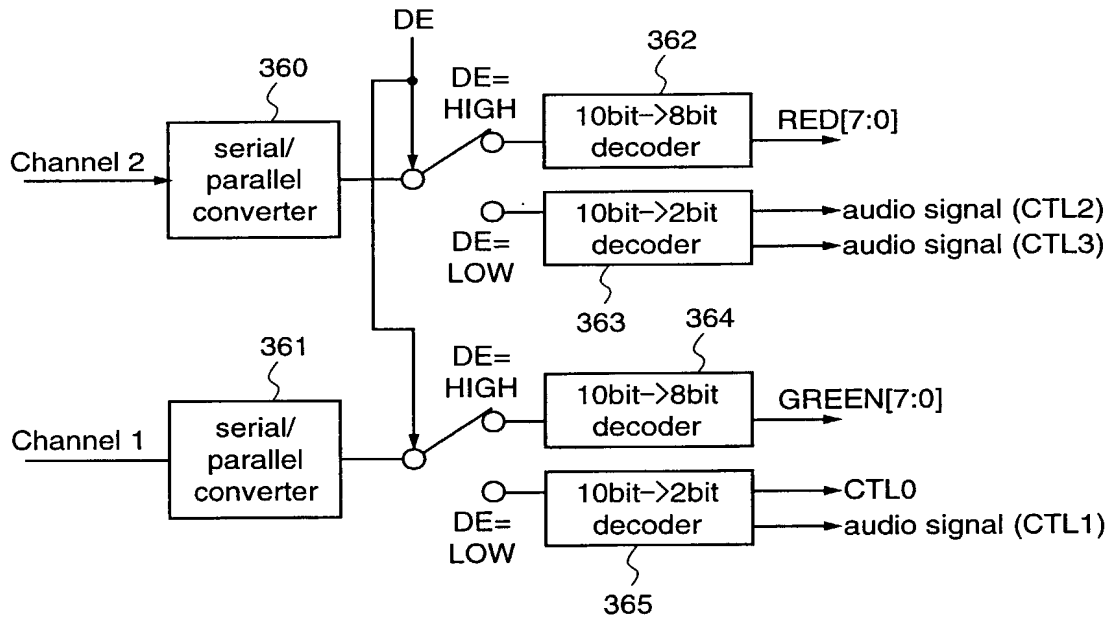 DE
360
362
DE=
HIGH
10bit->8bit
decoder
RED[7:0]
Channel 2
serial/
parallel
converter
10bit->2bit
decoder
audio signal (CTL2)
audio signal (CTL3)
DE=
LOW
363
364
361
DE=
HIGH
10bit->8bit
decoder
GREEN[7:0]
Channel 1
serial/
parallel
converter
10bit->2bit
decoder
CTL0
audio signal (CTL1)
DE=
LOW
365